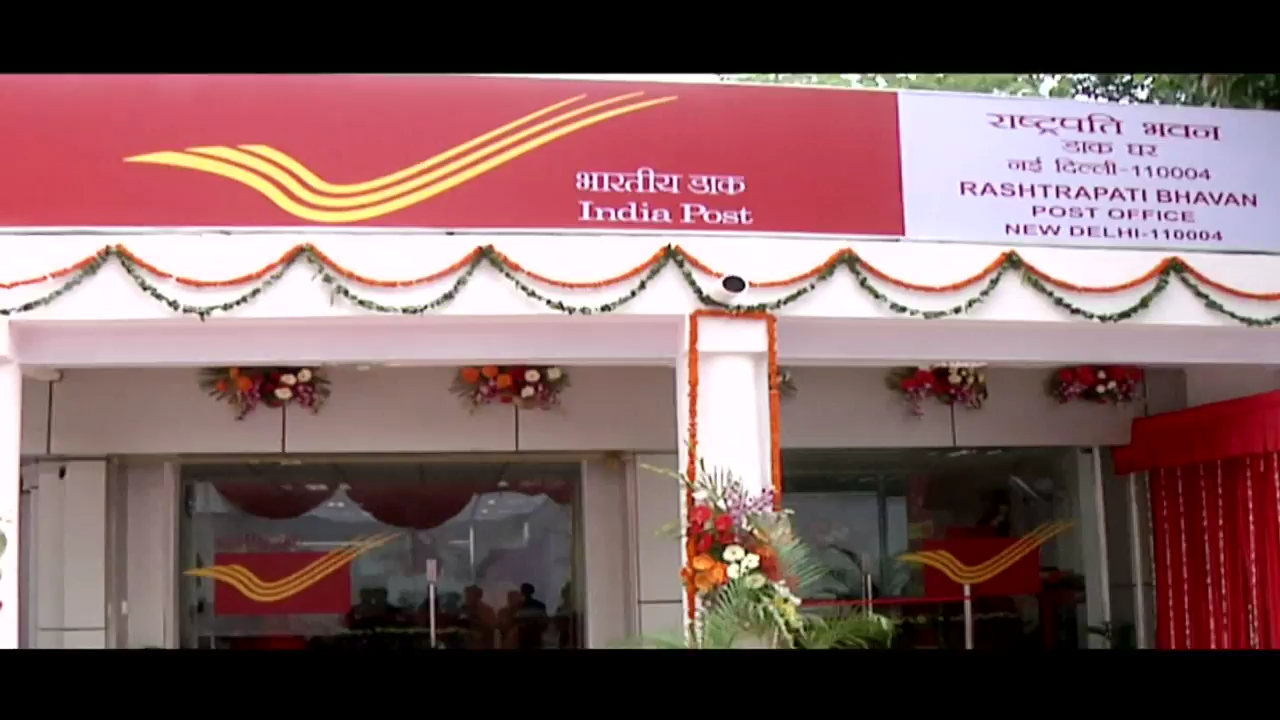 भारतीय डाक
India Post
राष्ट्रपति भवन
डाक घर
नई दिल्ली-110004
RASHTRAPATI BHAVAN
POST OFFICE
NEW DELHI-110004